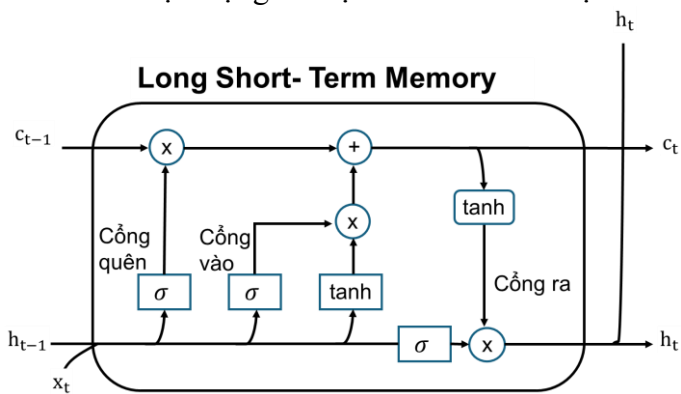 h_t
Long Short- Term Memory
c_{t-1}
x
+
c_t
tanh
x
Cổng
quên
Cổng
vào
σ
σ
tanh
Cổng ra
h_{t-1}
σ
x
h_t
x_t